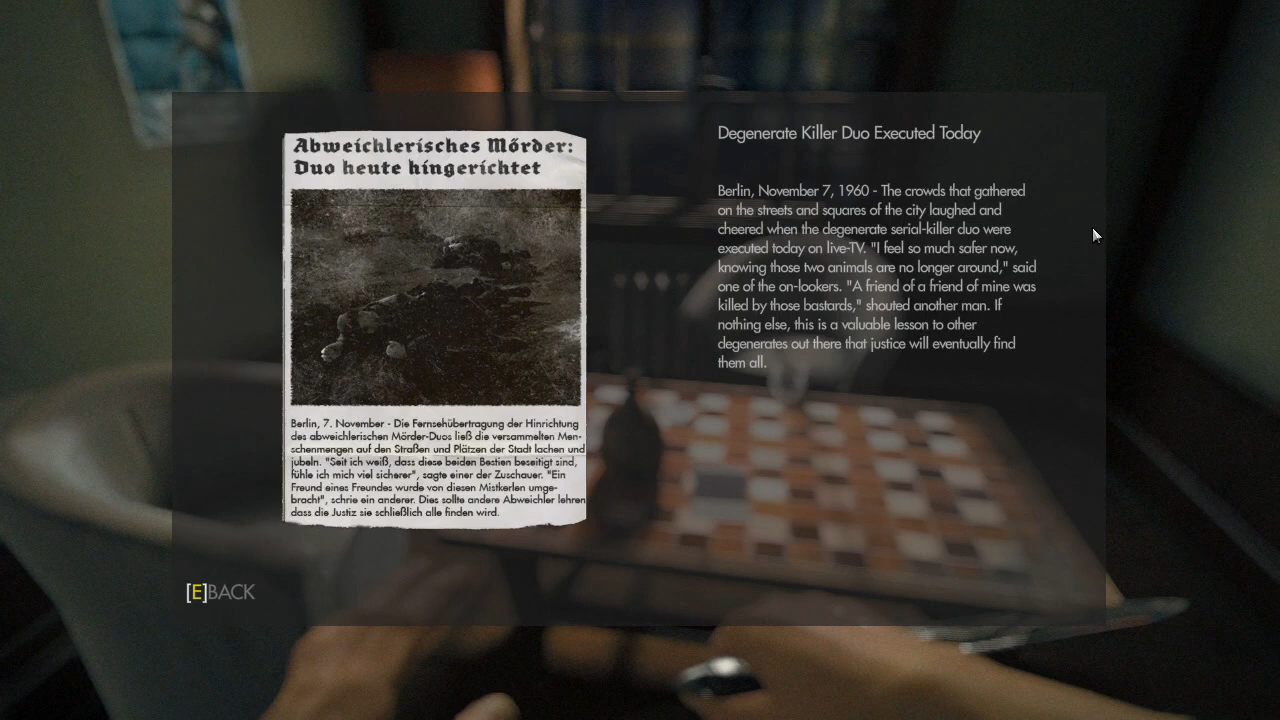 Abweichlerisches Mörder:
Duo heute hingerichtet
Berlin, 7. November - Die Fernsehübertragung der Hinrichtung
des abweichlerischen Mörder-Duos ließ die versammelten Men-
schenmengen auf den Straßen und Plätzen der Stadt lachen und
jubeln. "Seit ich weiß, dass diese beiden Bestien beseitigt sind,
fühle ich mich viel sicherer", sagte einer der Zuschauer. "Ein
Freund eines Freundes wurde von diesen Mistkerlen umge-
bracht", schrie ein anderer. Dies sollte andere Abweichler lehren
dass die Justiz sie schließlich alle finden wird.
Degenerate Killer Duo Executed Today
Berlin, November 7, 1960 - The crowds that gathered
on the streets and squares of the city laughed and
cheered when the degenerate serial-killer duo were
executed today on live-TV. "I feel so much safer now,
knowing those two animals are no longer around," said
one of the on-lookers. "A friend of a friend of mine was
killed by those bastards," shouted another man. If
nothing else, this is a valuable lesson to other
degenerates out there that justice will eventually find
them all.
[E]BACK